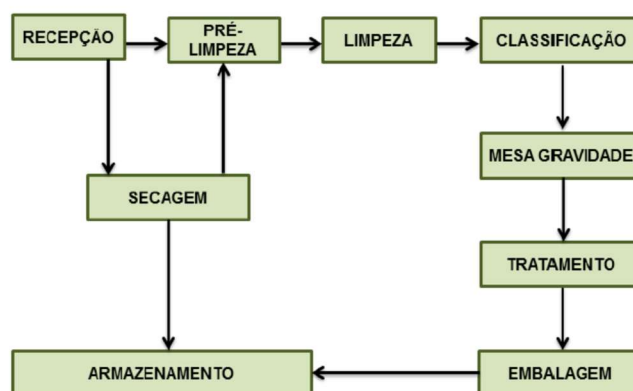 RECEPÇÃO
PRÉ-
LIMPEZA
LIMPEZA
CLASSIFICAÇÃO
MESA GRAVIDADE
SECAGEM
TRATAMENTO
ARMAZENAMENTO
EMBALAGEM